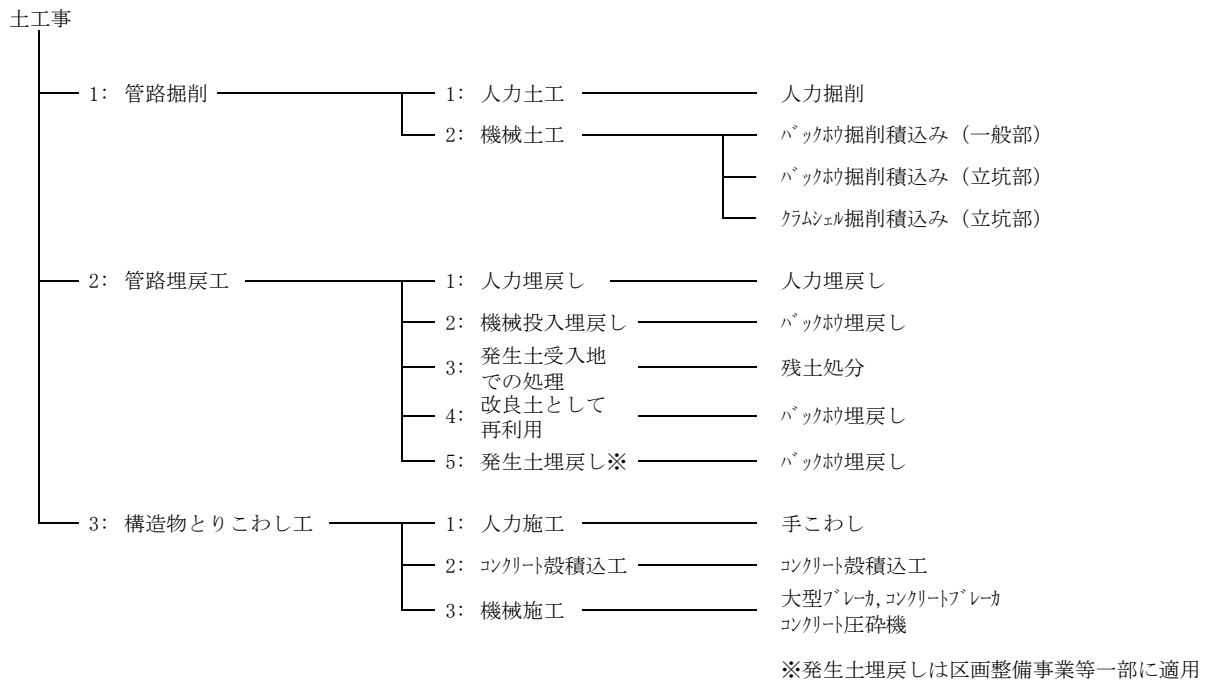 土工事
1: 管路掘削 1: 人力土工 人力掘削
2: 機械土工 ﾊﾞｯｸﾎｳ掘削積込み（一般部）
ﾊﾞｯｸﾎｳ掘削積込み（立坑部）
ｸﾗﾑｼｪﾙ掘削積込み（立坑部）
2: 管路埋戻工 1: 人力埋戻し 人力埋戻し
2: 機械投入埋戻し ﾊﾞｯｸﾎｳ埋戻し
3: 発生土受入地
での処理 残土処分
4: 改良土として
再利用 ﾊﾞｯｸﾎｳ埋戻し
5: 発生土埋戻し※ ﾊﾞｯｸﾎｳ埋戻し
3: 構造物とりこわし工 1: 人力施工 手こわし
2: ｺﾝｸﾘｰﾄ殻積込工 ｺﾝｸﾘｰﾄ殻積込工
3: 機械施工 大型ﾌﾞﾚｰｶ,ｺﾝｸﾘｰﾄﾌﾞﾚｰｶ
ｺﾝｸﾘｰﾄ圧砕機
※発生土埋戻しは区画整備事業等一部に適用